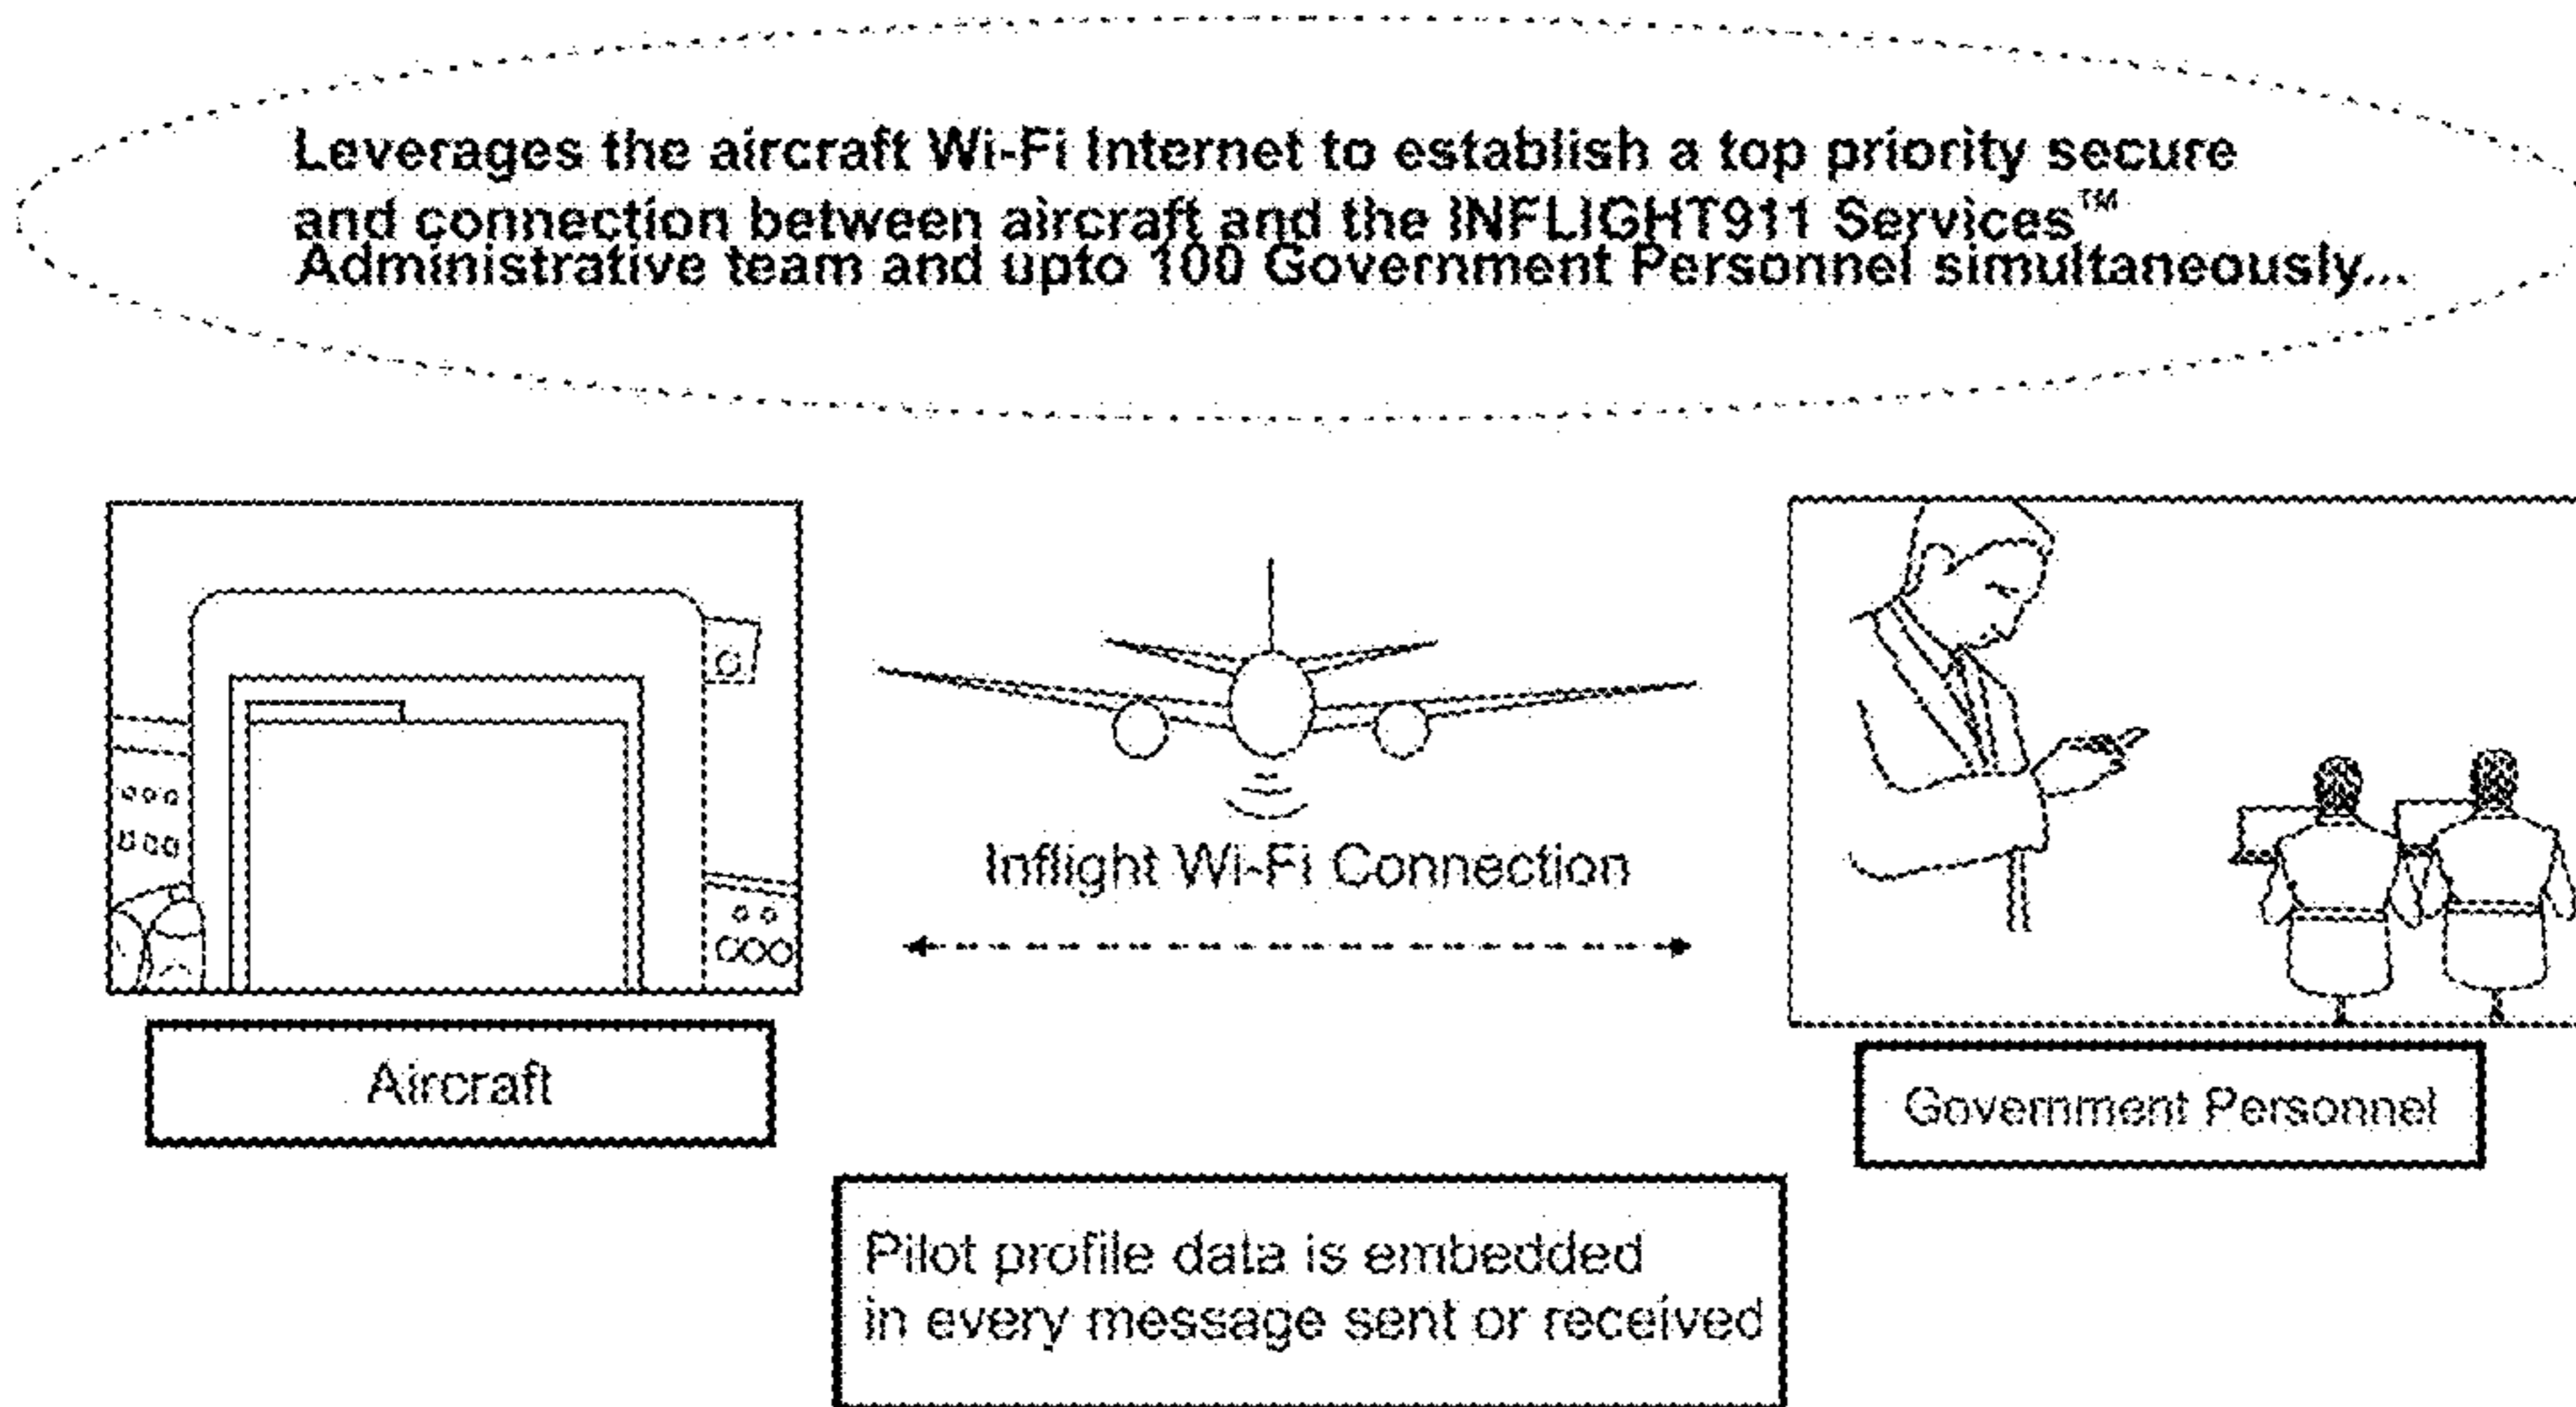 Leverages the aircraft Wi-Fi Internet to establish a top priority secure
and connection between aircraft and the INFLIGHT911 Services™
Administrative team and upto 100 Government Personnel simultaneously...
Inflight Wi-Fi Connection
Aircraft
Government Personnel
Pilot profile data is embedded
in every message sent or received